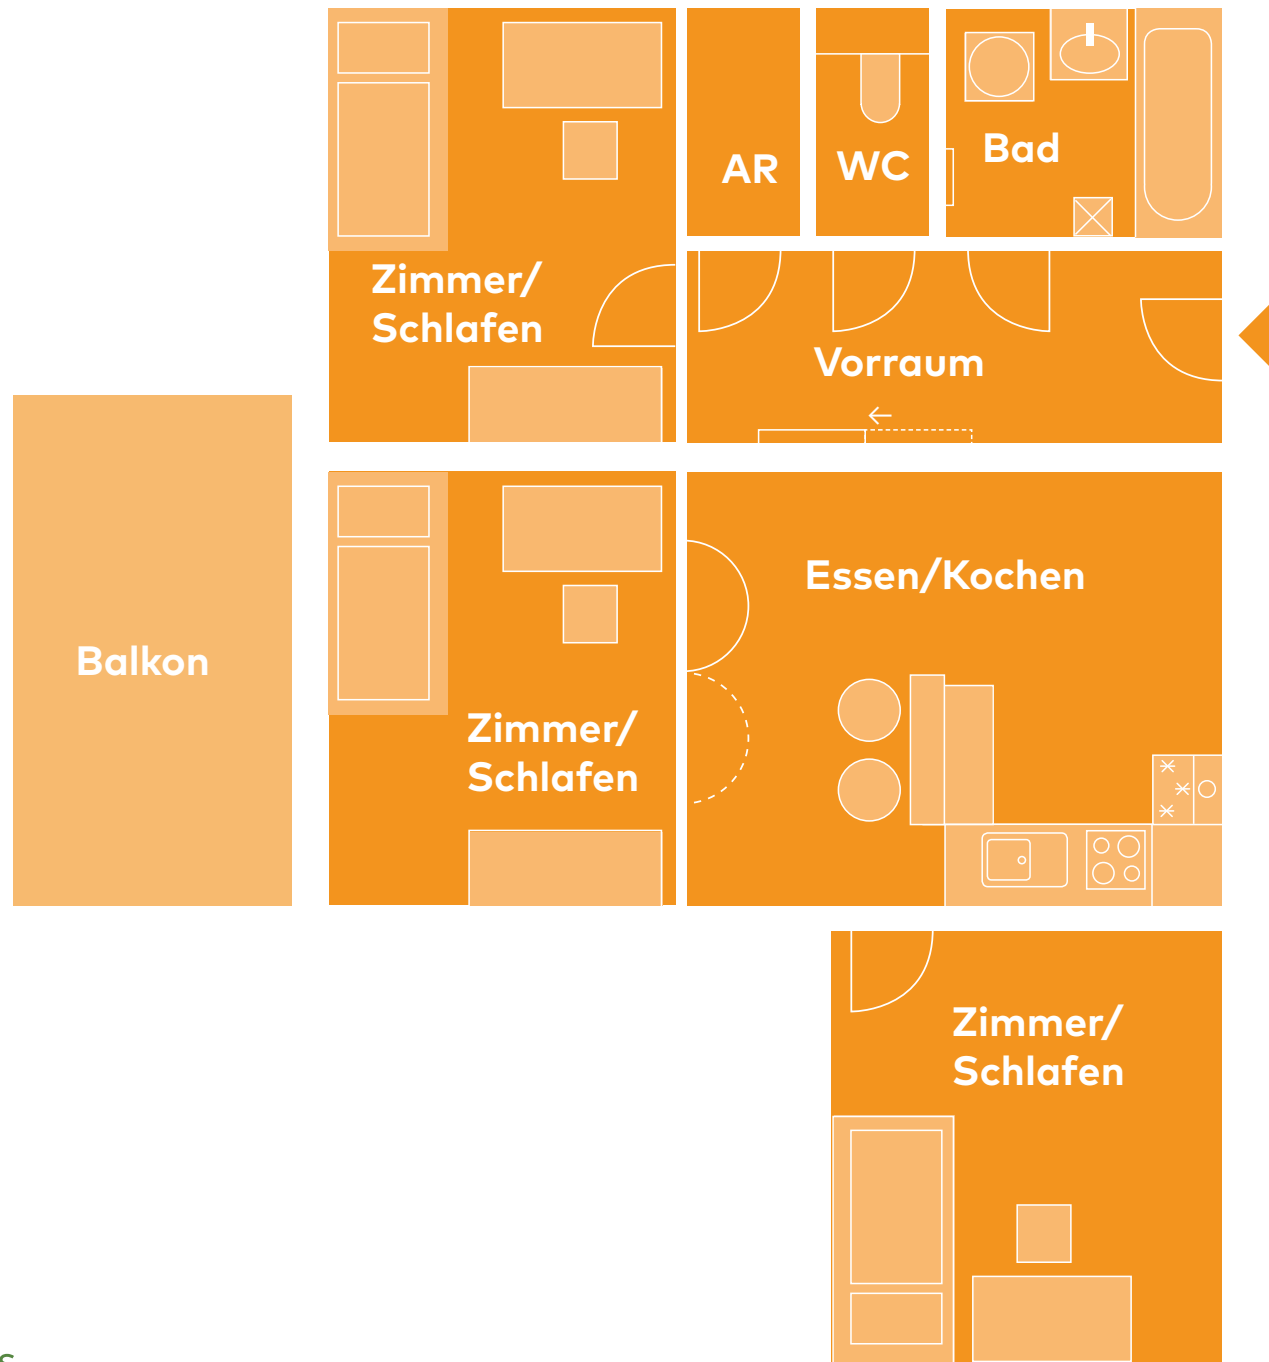 AR
WC
Bad
Zimmer/
Schlafen
Vorraum
Essen/Kochen
Balkon
Zimmer/
Schlafen
Zimmer/
Schlafen